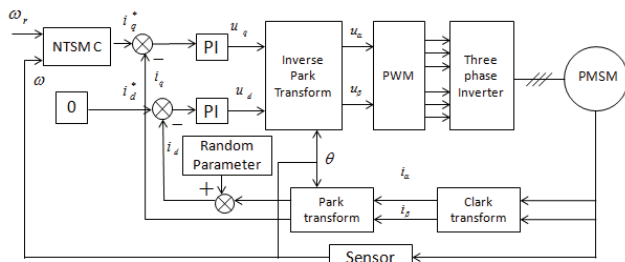 ω_r
i_q^*
NTSM C
−
PI
u_q
Inverse
Park
Transform
u_α
PWM
Three
phase
Inverter
PMSM
ω
i_q
0
i_d^*
−
PI
u_d
u_β
i_d
Random
Parameter
+
θ
Park
transform
i_α
i_β
Clark
transform
Sensor